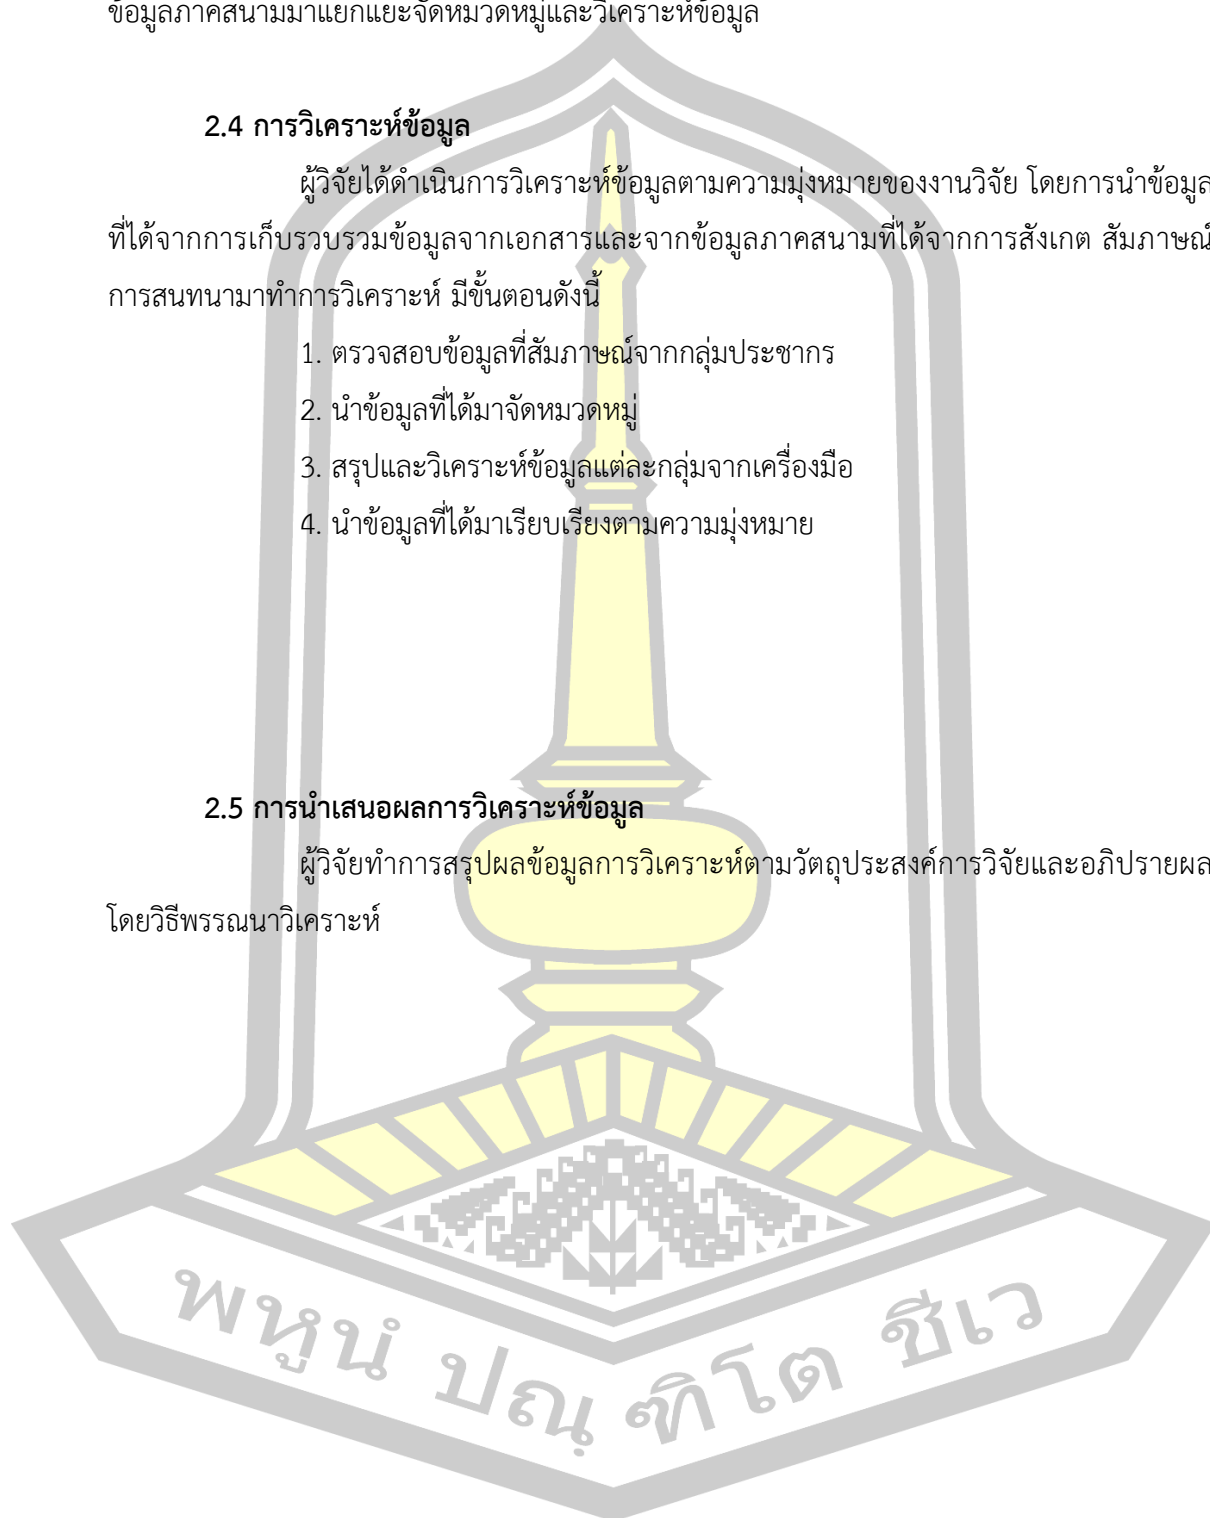 ข้อมูลภาคสนามมาแยกแยะจัดหมวดหมู่และวิเคราะห์ข้อมูล
2.4 การวิเคราะห์ข้อมูล
ผู้วิจัยได้ดำเนินการวิเคราะห์ข้อมูลตามความมุ่งหมายของงานวิจัย โดยการนำข้อมูล
ที่ได้จากการเก็บรวบรวมข้อมูลจากเอกสารและจากข้อมูลภาคสนามที่ได้จากการสังเกต สัมภาษณ์
การสนทนามาทำการวิเคราะห์ มีขั้นตอนดังนี้
1. ตรวจสอบข้อมูลที่สัมภาษณ์จากกลุ่มประชากร
2. นำข้อมูลที่ได้มาจัดหมวดหมู่
3. สรุปและวิเคราะห์ข้อมูลแต่ละกลุ่มจากเครื่องมือ
4. นำข้อมูลที่ได้มาเรียบเรียงตามความมุ่งหมาย
2.5 การนำเสนอผลการวิเคราะห์ข้อมูล
ผู้วิจัยทำการสรุปผลข้อมูลการวิเคราะห์ตามวัตถุประสงค์การวิจัยและอภิปรายผล
โดยวิธีพรรณนาวิเคราะห์
พหูนํ ปณฺฑิโต ชีเว